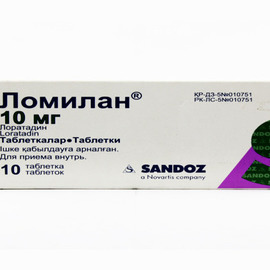 ҚР-ДЗ-5№010751
РК-ЛС-5№010751
Ломилан®
10 мг
Лоратадин
Loratadin
Таблеткалар•Таблетки
Ішке қабылдауға арналған.
Для приема внутрь.
10 таблетка
таблеток
SANDOZ
a Novartis company